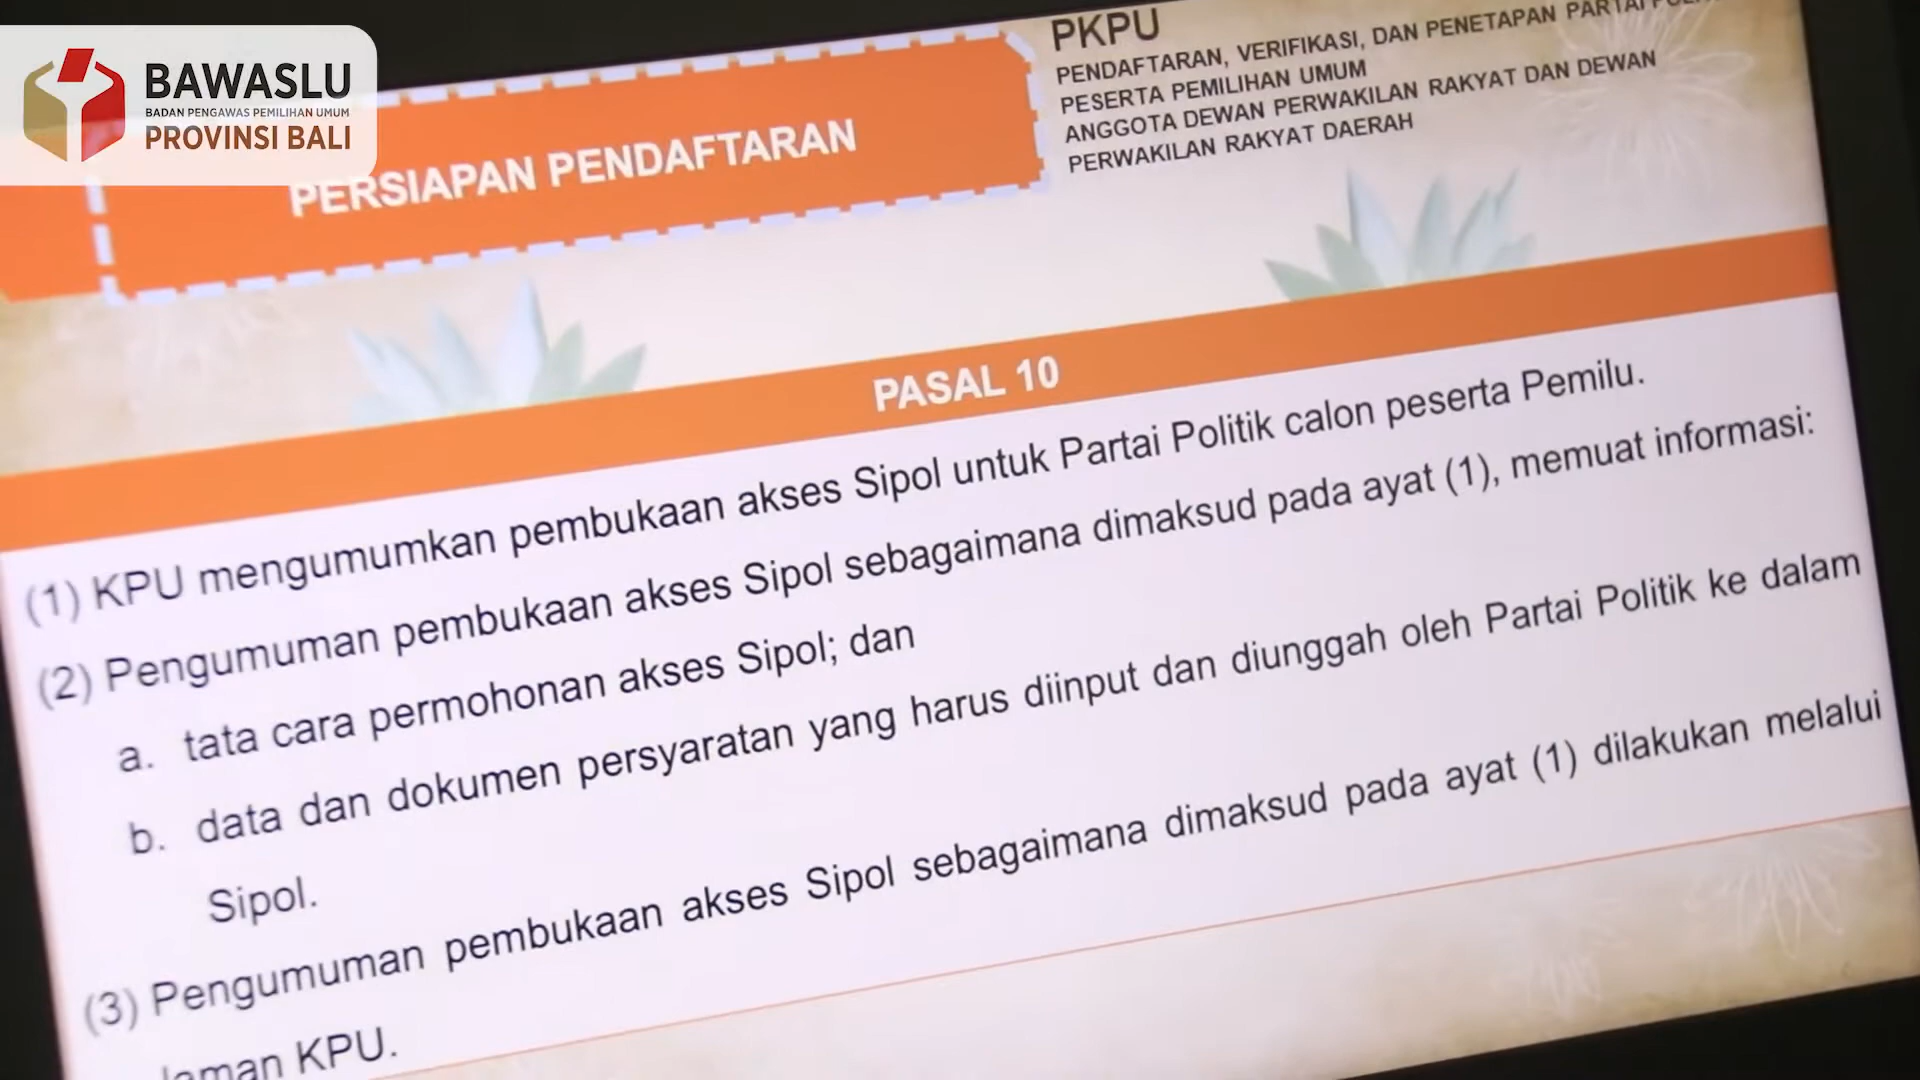 BAWASLU
BADAN PENGAWAS PEMILIHAN UMUM
PROVINSI BALI
PERSIAPAN PENDAFTARAN
PKPU
PENDAFTARAN, VERIFIKASI, DAN PENETAPAN PARTAI
PESERTA PEMILIHAN UMUM
ANGGOTA DEWAN PERWAKILAN RAKYAT DAN DEWAN
PERWAKILAN RAKYAT DAERAH
PASAL 10
(1) KPU mengumumkan pembukaan akses Sipol untuk Partai Politik calon peserta Pemilu.
(2) Pengumuman pembukaan akses Sipol sebagaimana dimaksud pada ayat (1), memuat informasi:
a. tata cara permohonan akses Sipol; dan
b. data dan dokumen persyaratan yang harus diinput dan diunggah oleh Partai Politik ke dalam
Sipol.
(3) Pengumuman pembukaan akses Sipol sebagaimana dimaksud pada ayat (1) dilakukan melalui
laman KPU.